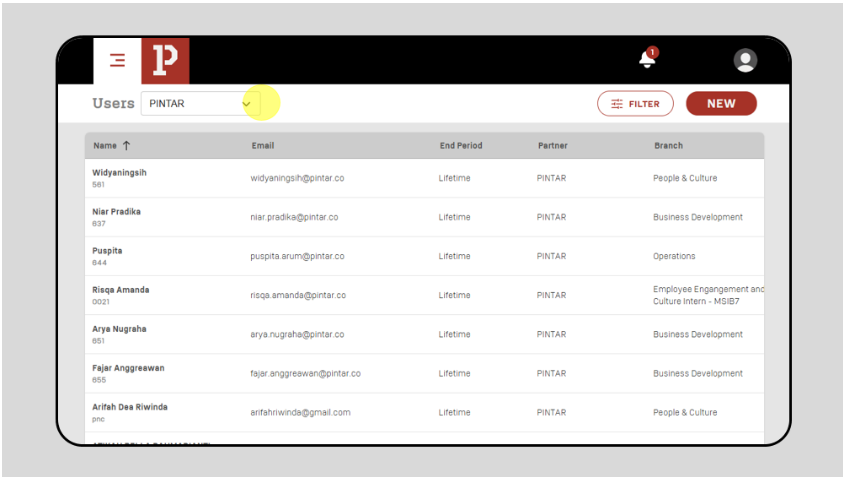 P
1
Users PINTAR
FILTER
NEW
Name ↑ Email End Period Partner Branch
Widyaningsih widyaningsih@pintar.co Lifetime PINTAR People & Culture
561
Niar Pradika niar.pradika@pintar.co Lifetime PINTAR Business Development
637
Puspita puspita.arum@pintar.co Lifetime PINTAR Operations
644
Risqa Amanda risqa.amanda@pintar.co Lifetime PINTAR Employee Engangement and
0021 Culture Intern - MSIB7
Arya Nugraha arya.nugraha@pintar.co Lifetime PINTAR Business Development
651
Fajar Anggreawan fajar.anggreawan@pintar.co Lifetime PINTAR Business Development
655
Arifah Dea Riwinda arifahriwinda@gmail.com Lifetime PINTAR People & Culture
pnc